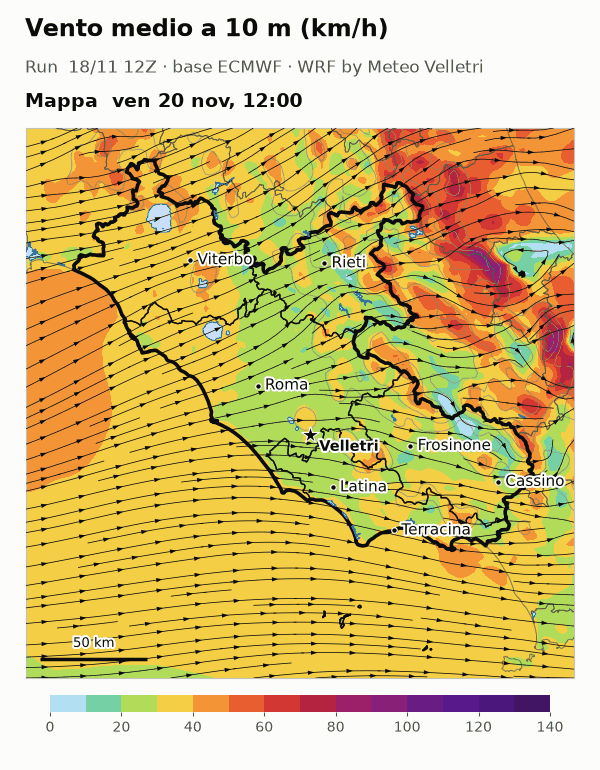 Vento medio a 10 m (km/h)
Run  18/11 12Z · base ECMWF · WRF by Meteo Velletri
Mappa  ven 20 nov, 12:00
Viterbo
Rieti
Roma
Velletri
Frosinone
Latina
Cassino
Terracina
50 km
0 20 40 60 80 100 120 140